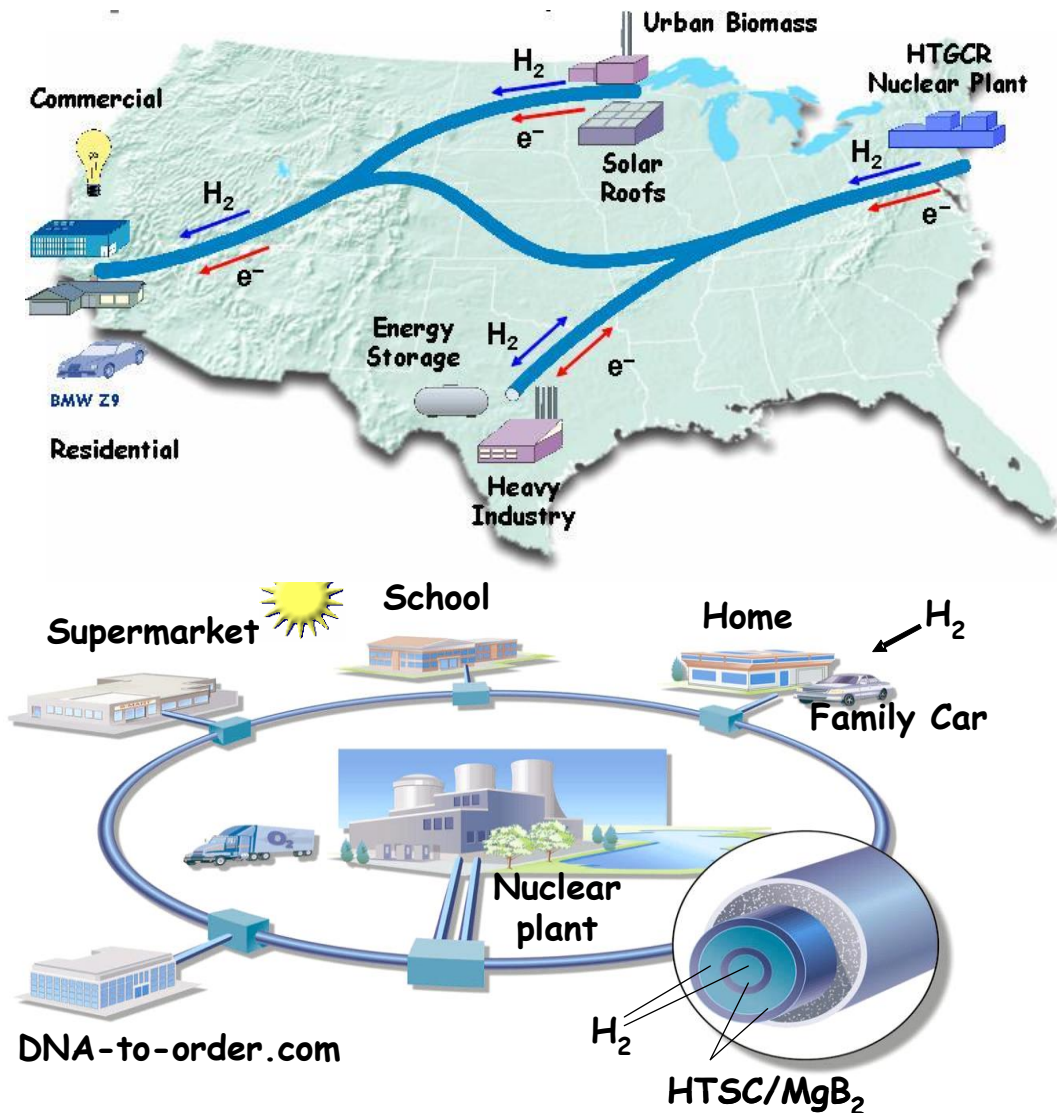 Urban Biomass
HTGCR
Nuclear Plant
Commercial
H₂
e⁻
Solar
Roofs
H₂
e⁻
H₂
e⁻
Energy
Storage
H₂
e⁻
BMW Z9
Residential
Heavy
Industry
School
Supermarket
Home
H₂
Family Car
O₂
Nuclear
plant
H₂
DNA-to-order.com
HTSC/MgB₂